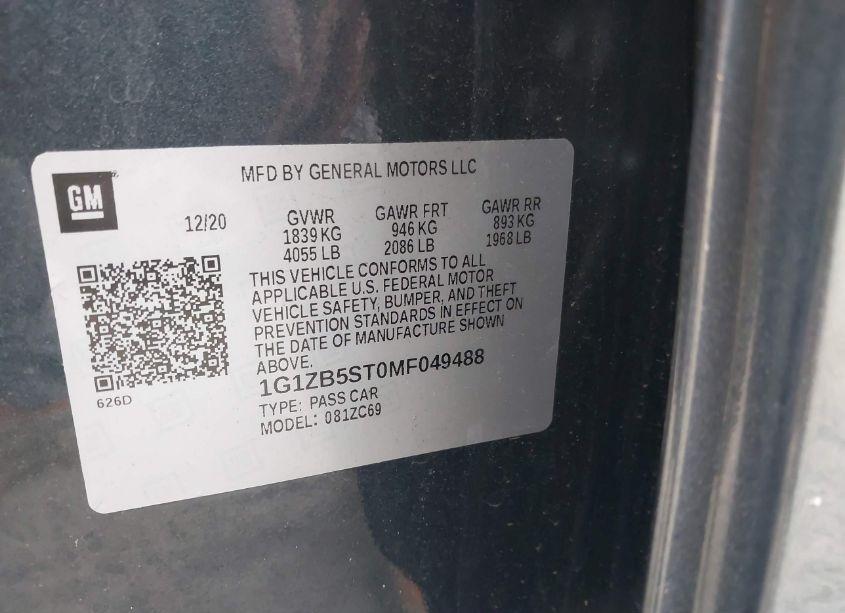 MFD BY GENERAL MOTORS LLC
GM
12/20 GVWR GAWR FRT GAWR RR
1839 KG 946 KG 893 KG
4055 LB 2086 LB 1968 LB
THIS VEHICLE CONFORMS TO ALL
APPLICABLE U.S. FEDERAL MOTOR
VEHICLE SAFETY, BUMPER, AND THEFT
PREVENTION STANDARDS IN EFFECT ON
THE DATE OF MANUFACTURE SHOWN
ABOVE.
1G1ZB5ST0MF049488
626D
TYPE: PASS CAR
MODEL: 081ZC69